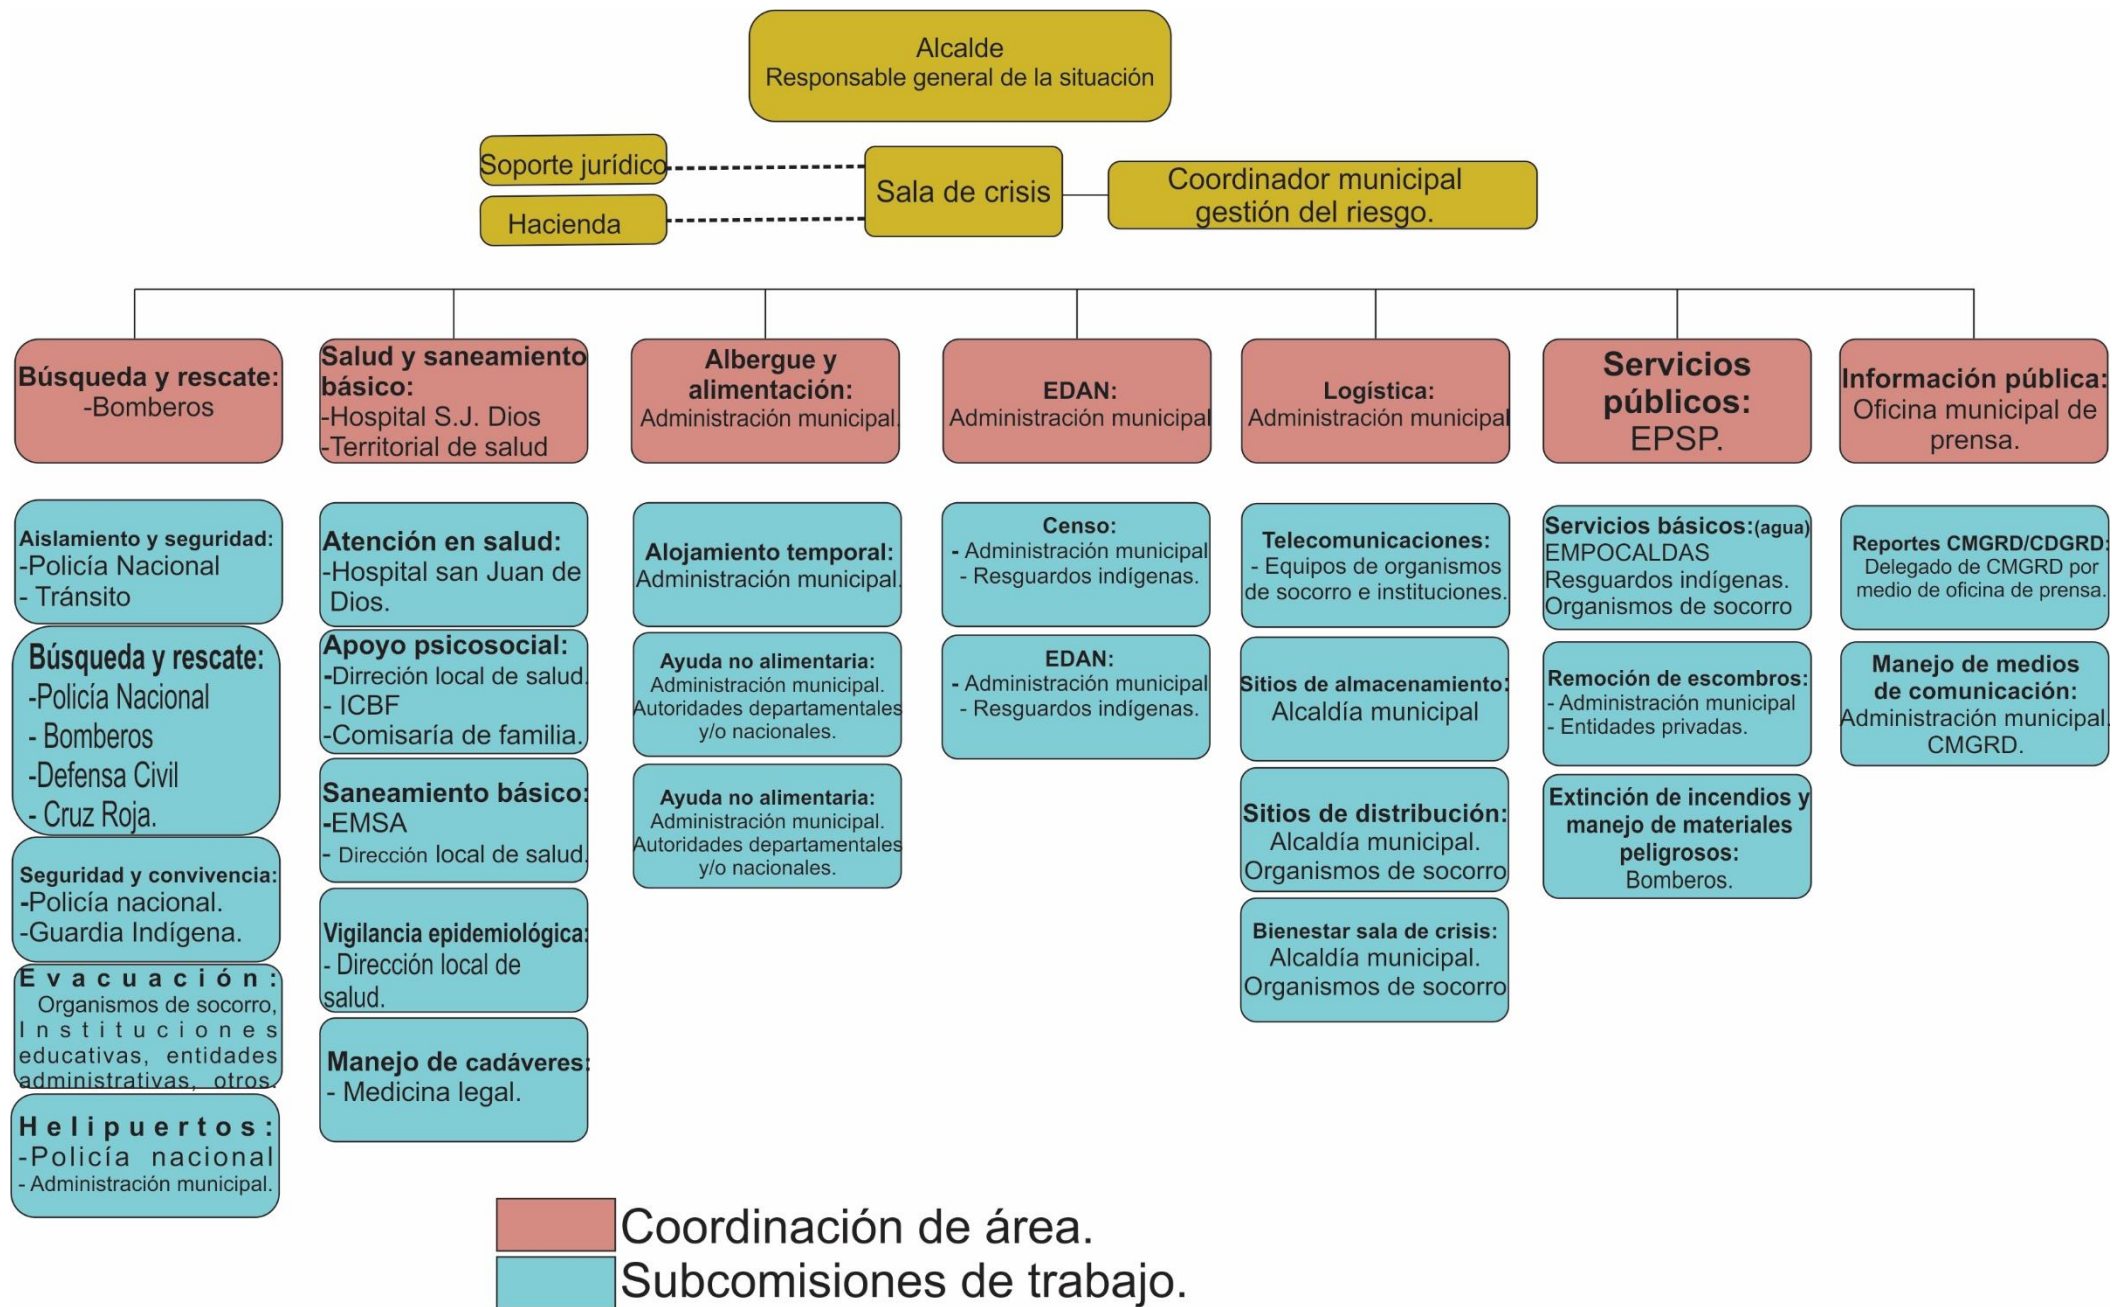 Alcalde
Responsable general de la situación
Soporte jurídico
Hacienda
Sala de crisis
Coordinador municipal
gestión del riesgo.
Búsqueda y rescate:
-Bomberos
Salud y saneamiento
básico:
-Hospital S.J. Dios
-Territorial de salud
Albergue y
alimentación:
Administración municipal.
EDAN:
Administración municipal
Logística:
Administración municipal
Servicios
públicos:
EPSP.
Información pública:
Oficina municipal de
prensa.
Aislamiento y seguridad:
-Policía Nacional
- Tránsito
Búsqueda y rescate:
-Policía Nacional
- Bomberos
-Defensa Civil
- Cruz Roja.
Seguridad y convivencia:
-Policía nacional.
-Guardia Indígena.
Evacuación:
Organismos de socorro,
Instituciones
educativas, entidades
administrativas, otros.
Helipuertos:
-Policía nacional
- Administración municipal.
Atención en salud:
-Hospital san Juan de
Dios.
Apoyo psicosocial:
-Dirreción local de salud.
- ICBF
-Comisaría de familia.
Saneamiento básico:
-EMSA
- Dirección local de salud.
Vigilancia epidemiológica:
- Dirección local de
salud.
Manejo de cadáveres:
- Medicina legal.
Alojamiento temporal:
Administración municipal.
Ayuda no alimentaria:
Administración municipal.
Autoridades departamentales
y/o nacionales.
Ayuda no alimentaria:
Administración municipal.
Autoridades departamentales
y/o nacionales.
Censo:
- Administración municipal
- Resguardos indígenas.
EDAN:
- Administración municipal
- Resguardos indígenas.
Telecomunicaciones:
- Equipos de organismos
de socorro e instituciones.
Sitios de almacenamiento:
Alcaldía municipal
Sitios de distribución:
Alcaldía municipal.
Organismos de socorro
Bienestar sala de crisis:
Alcaldía municipal.
Organismos de socorro
Servicios básicos:(agua)
EMPOCALDAS
Resguardos indígenas.
Organismos de socorro
Remoción de escombros:
- Administración municipal
- Entidades privadas.
Extinción de incendios y
manejo de materiales
peligrosos:
Bomberos.
Reportes CMGRD/CDGRD:
Delegado de CMGRD por
medio de oficina de prensa.
Manejo de medios
de comunicación:
Administración municipal.
CMGRD.
Coordinación de área.
Subcomisiones de trabajo.